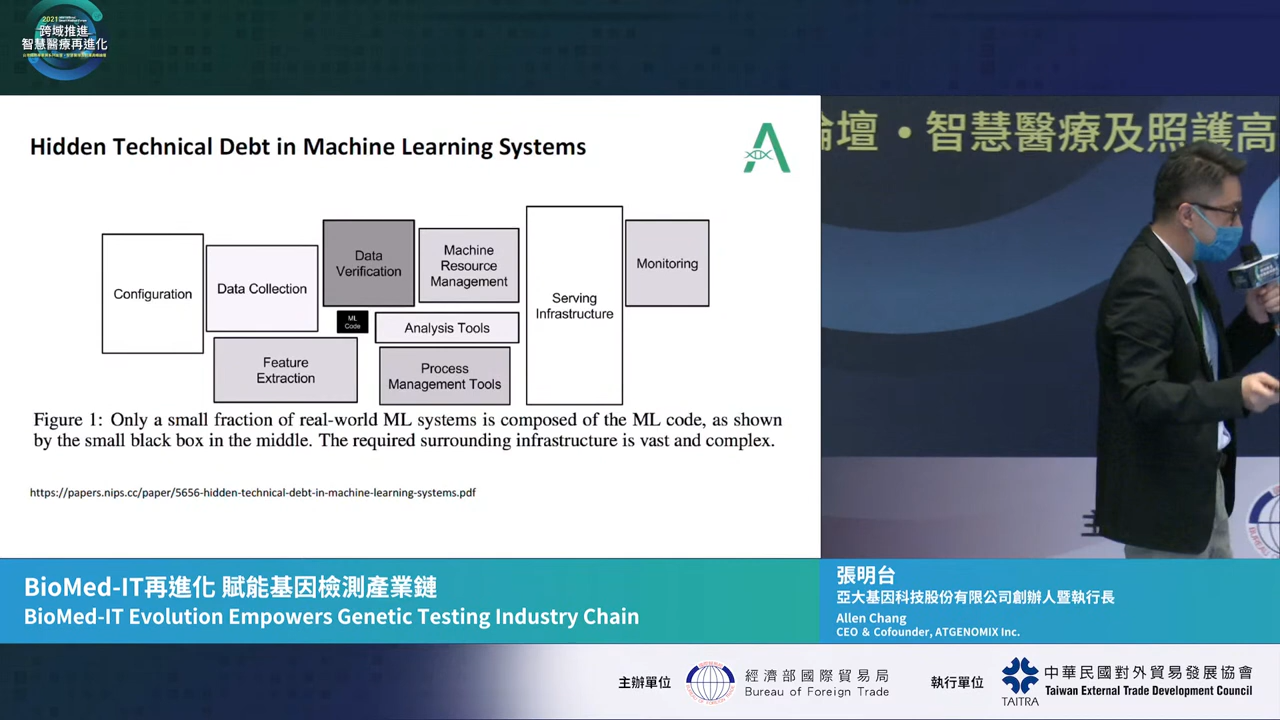 2021
跨域推進
智慧醫療再進化
論壇・智慧醫療及照護高
Hidden Technical Debt in Machine Learning Systems
Configuration
Data Collection
Data
Verification
Machine
Resource
Management
Serving
Infrastructure
Monitoring
ML
Code
Analysis Tools
Feature
Extraction
Process
Management Tools
Figure 1: Only a small fraction of real-world ML systems is composed of the ML code, as shown
by the small black box in the middle. The required surrounding infrastructure is vast and complex.
https://papers.nips.cc/paper/5656-hidden-technical-debt-in-machine-learning-systems.pdf
主
BioMed-IT再進化 賦能基因檢測產業鏈
BioMed-IT Evolution Empowers Genetic Testing Industry Chain
張明台
亞大基因科技股份有限公司創辦人暨執行長
Allen Chang
CEO & Cofounder, ATGENOMIX Inc.
主辦單位
經濟部國際貿易局
Bureau of Foreign Trade
執行單位
TAITRA
中華民國對外貿易發展協會
Taiwan External Trade Development Council